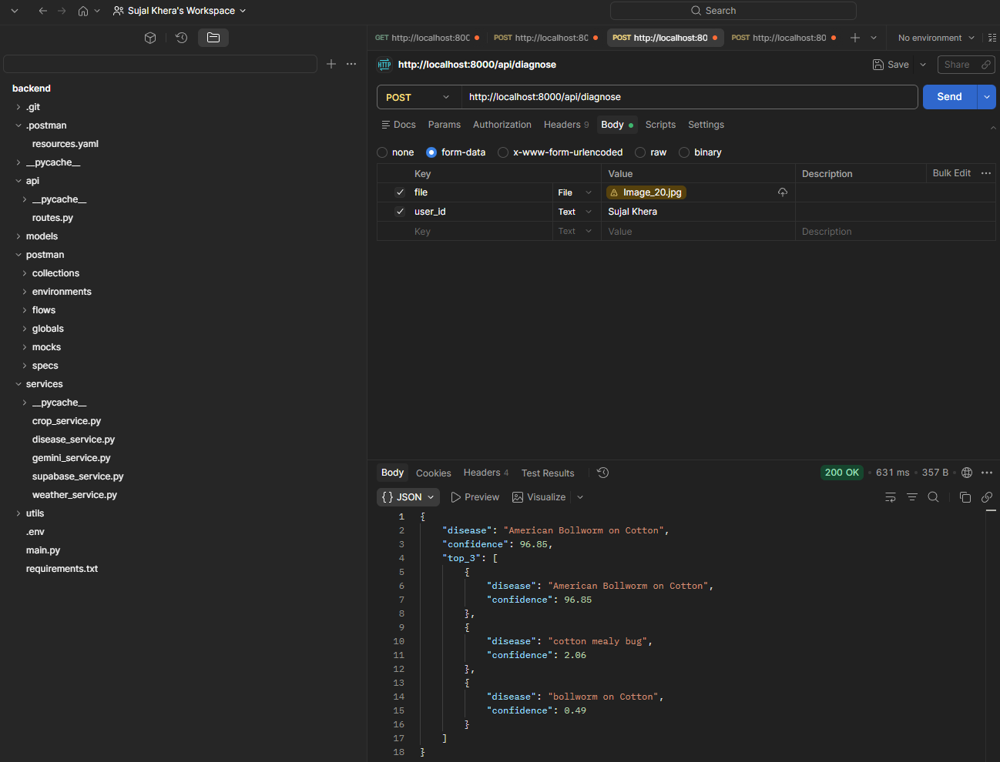 Sujal Khera's Workspace
Search
GET http://localhost:800
POST http://localhost:80
POST http://localhost:80
POST http://localhost:80
No environment
HTTP http://localhost:8000/api/diagnose
Save
Share
POST
http://localhost:8000/api/diagnose
Send
Docs
Params
Authorization
Headers 9
Body
Scripts
Settings
none
form-data
x-www-form-urlencoded
raw
binary
Key
Value
Description
Bulk Edit
file
File
Image_20.jpg
user_id
Text
Sujal Khera
Key
Text
Value
Description
backend
.git
.postman
resources.yaml
__pycache__
api
__pycache__
routes.py
models
postman
collections
environments
flows
globals
mocks
specs
services
__pycache__
crop_service.py
disease_service.py
gemini_service.py
supabase_service.py
weather_service.py
utils
.env
main.py
requirements.txt
Body
Cookies
Headers 4
Test Results
200 OK
631 ms
357 B
{} JSON
Preview
Visualize
1 {
2 "disease": "American Bollworm on Cotton",
3 "confidence": 96.85,
4 "top_3": [
5 {
6 "disease": "American Bollworm on Cotton",
7 "confidence": 96.85
8 },
9 {
10 "disease": "cotton mealy bug",
11 "confidence": 2.06
12 },
13 {
14 "disease": "bollworm on Cotton",
15 "confidence": 0.49
16 }
17 ]
18 }